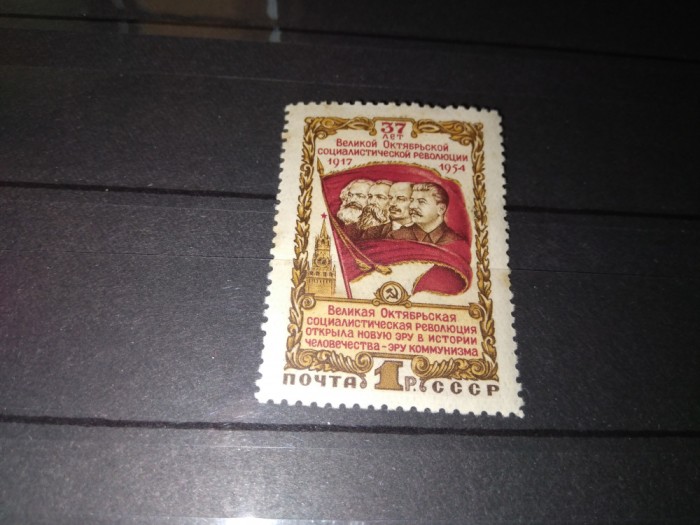 37
ЛЕТ
ВЕЛИКОЙ ОКТЯБРЬСКОЙ
СОЦИАЛИСТИЧЕСКОЙ РЕВОЛЮЦИИ
1917 1954
ВЕЛИКАЯ ОКТЯБРЬСКАЯ
СОЦИАЛИСТИЧЕСКАЯ РЕВОЛЮЦИЯ
ОТКРЫЛА НОВУЮ ЭРУ В ИСТОРИИ
ЧЕЛОВЕЧЕСТВА – ЭРУ КОММУНИЗМА
ПОЧТА 1 Р. СССР